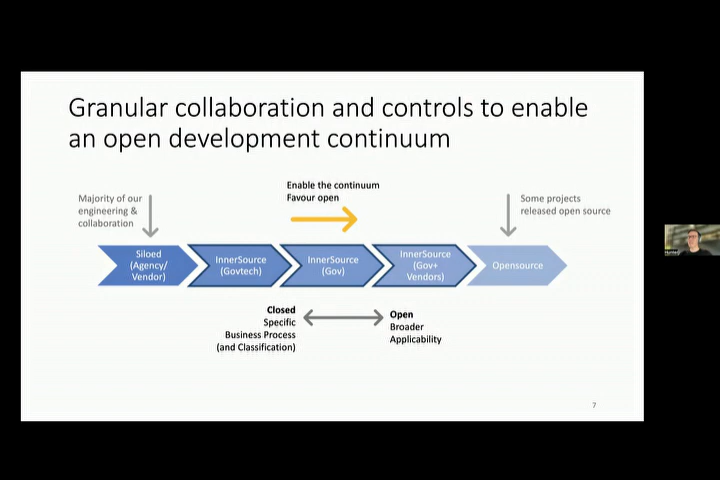 Granular collaboration and controls to enable
an open development continuum
Enable the continuum
Favour open
Majority of our
engineering &
collaboration
Some projects
released open source
Siloed
(Agency/
Vendor)
InnerSource
(Govtech)
InnerSource
(Gov)
InnerSource
(Gov+
Vendors)
Opensource
Closed
Specific
Business Process
(and Classification)
Open
Broader
Applicability
7